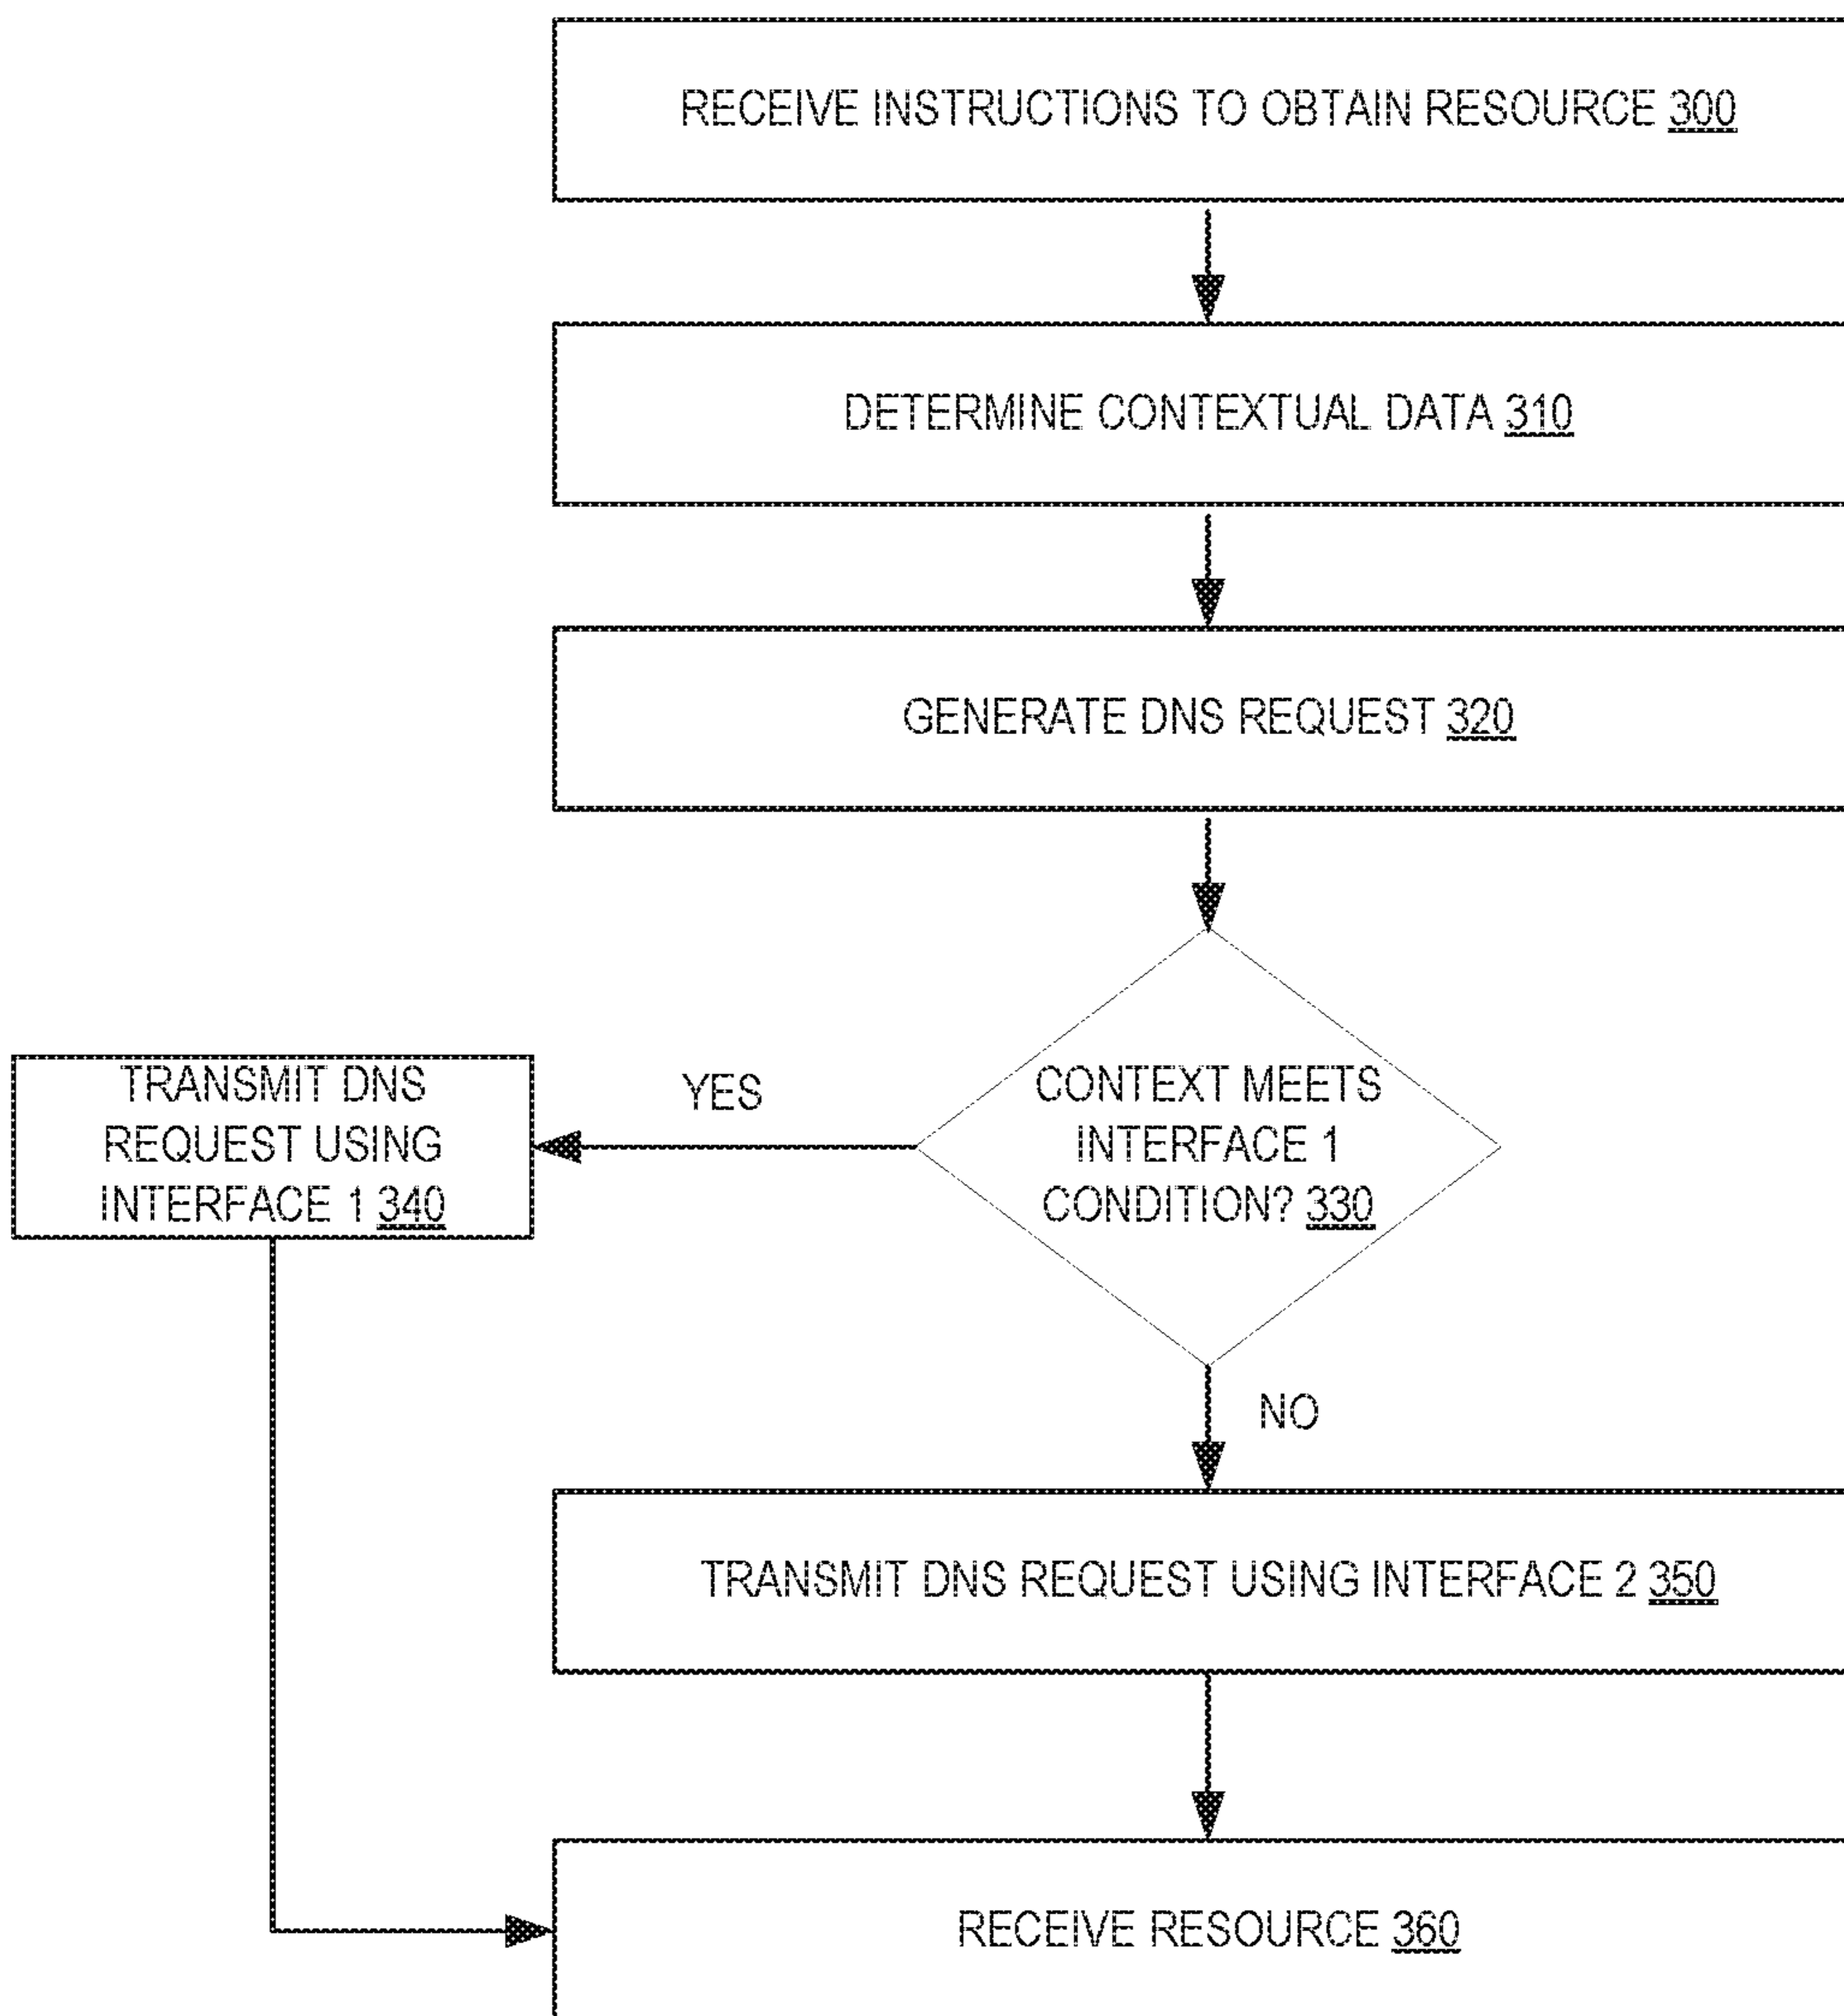 RECEIVE INSTRUCTIONS TO OBTAIN RESOURCE 300
DETERMINE CONTEXTUAL DATA 310
GENERATE DNS REQUEST 320
CONTEXT MEETS
INTERFACE 1
CONDITION? 330
YES
TRANSMIT DNS
REQUEST USING
INTERFACE 1 340
NO
TRANSMIT DNS REQUEST USING INTERFACE 2 350
RECEIVE RESOURCE 360